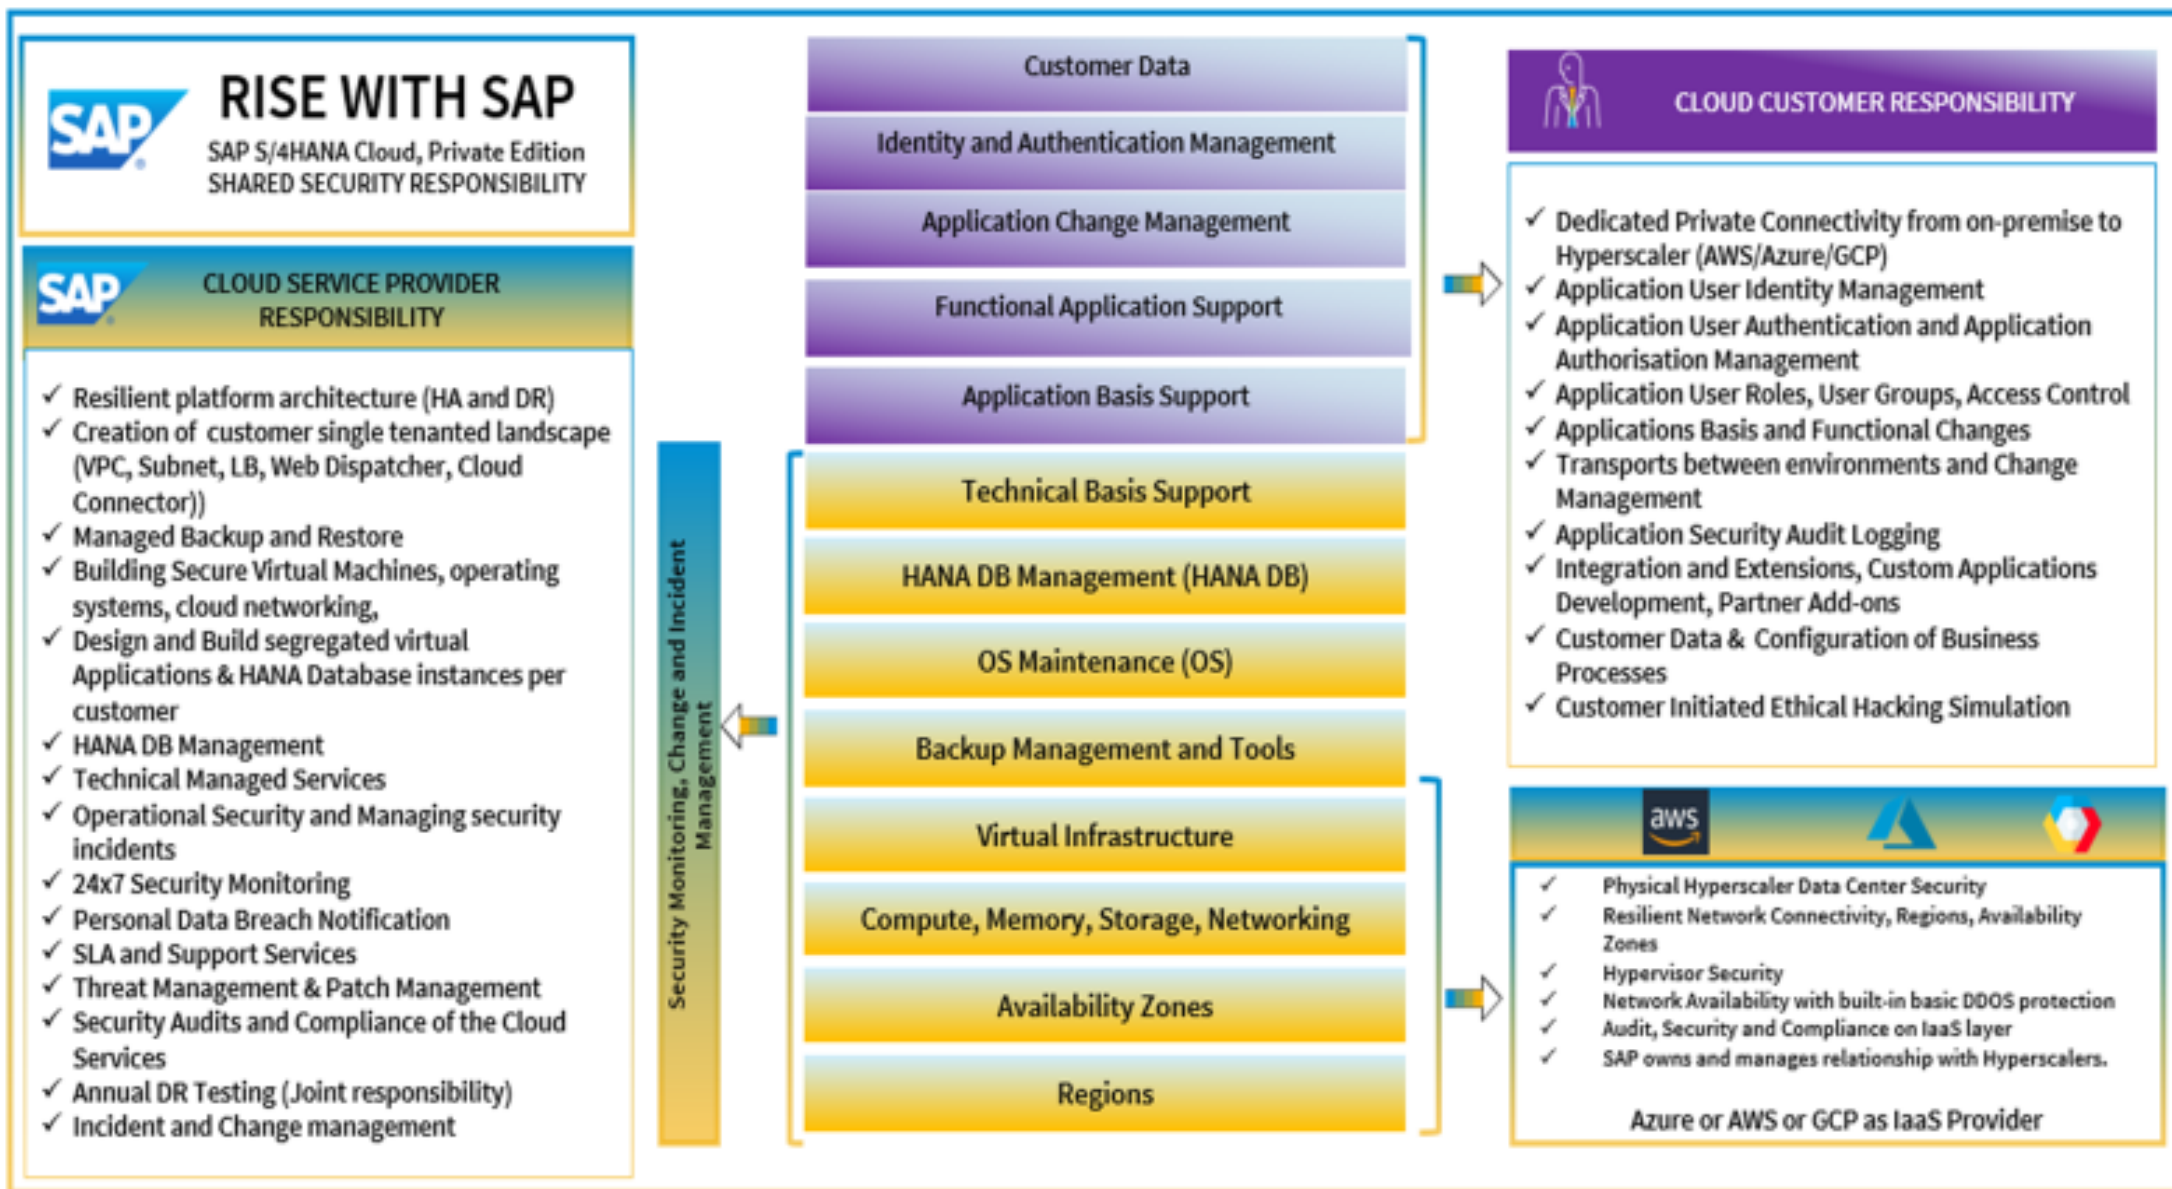 SAP
RISE WITH SAP
SAP S/4HANA Cloud, Private Edition
SHARED SECURITY RESPONSIBILITY
SAP
CLOUD SERVICE PROVIDER
RESPONSIBILITY
✓ Resilient platform architecture (HA and DR)
✓ Creation of customer single tenanted landscape
(VPC, Subnet, LB, Web Dispatcher, Cloud
Connector))
✓ Managed Backup and Restore
✓ Building Secure Virtual Machines, operating
systems, cloud networking,
✓ Design and Build segregated virtual
Applications & HANA Database instances per
customer
✓ HANA DB Management
✓ Technical Managed Services
✓ Operational Security and Managing security
incidents
✓ 24x7 Security Monitoring
✓ Personal Data Breach Notification
✓ SLA and Support Services
✓ Threat Management & Patch Management
✓ Security Audits and Compliance of the Cloud
Services
✓ Annual DR Testing (Joint responsibility)
✓ Incident and Change management
Security Monitoring, Change and Incident
Management
Customer Data
Identity and Authentication Management
Application Change Management
Functional Application Support
Application Basis Support
Technical Basis Support
HANA DB Management (HANA DB)
OS Maintenance (OS)
Backup Management and Tools
Virtual Infrastructure
Compute, Memory, Storage, Networking
Availability Zones
Regions
CLOUD CUSTOMER RESPONSIBILITY
✓ Dedicated Private Connectivity from on-premise to
Hyperscaler (AWS/Azure/GCP)
✓ Application User Identity Management
✓ Application User Authentication and Application
Authorisation Management
✓ Application User Roles, User Groups, Access Control
✓ Applications Basis and Functional Changes
✓ Transports between environments and Change
Management
✓ Application Security Audit Logging
✓ Integration and Extensions, Custom Applications
Development, Partner Add-ons
✓ Customer Data & Configuration of Business
Processes
✓ Customer Initiated Ethical Hacking Simulation
aws
✓ Physical Hyperscaler Data Center Security
✓ Resilient Network Connectivity, Regions, Availability
Zones
✓ Hypervisor Security
✓ Network Availability with built-in basic DDOS protection
✓ Audit, Security and Compliance on IaaS layer
✓ SAP owns and manages relationship with Hyperscalers.
Azure or AWS or GCP as IaaS Provider